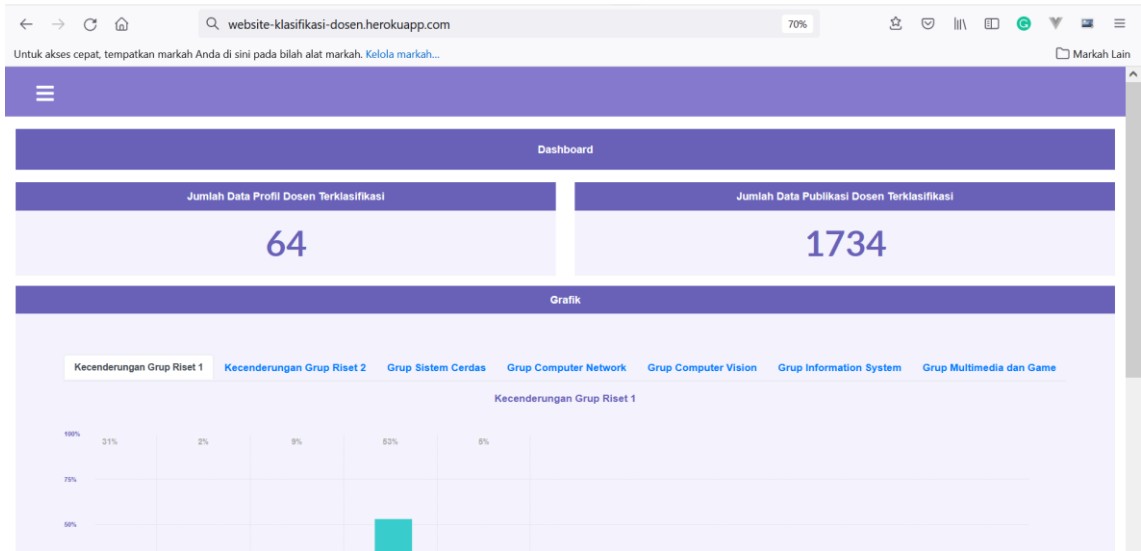 website-klasifikasi-dosen.herokuapp.com 70%
Untuk akses cepat, tempatkan markah Anda di sini pada bilah alat markah. Kelola markah... Markah Lain
Dashboard
Jumlah Data Profil Dosen Terklasifikasi
64
Jumlah Data Publikasi Dosen Terklasifikasi
1734
Grafik
Kecenderungan Grup Riset 1 Kecenderungan Grup Riset 2 Grup Sistem Cerdas Grup Computer Network Grup Computer Vision Grup Information System Grup Multimedia dan Game
Kecenderungan Grup Riset 1
100% 31% 2% 9% 53% 5%
75%
50%